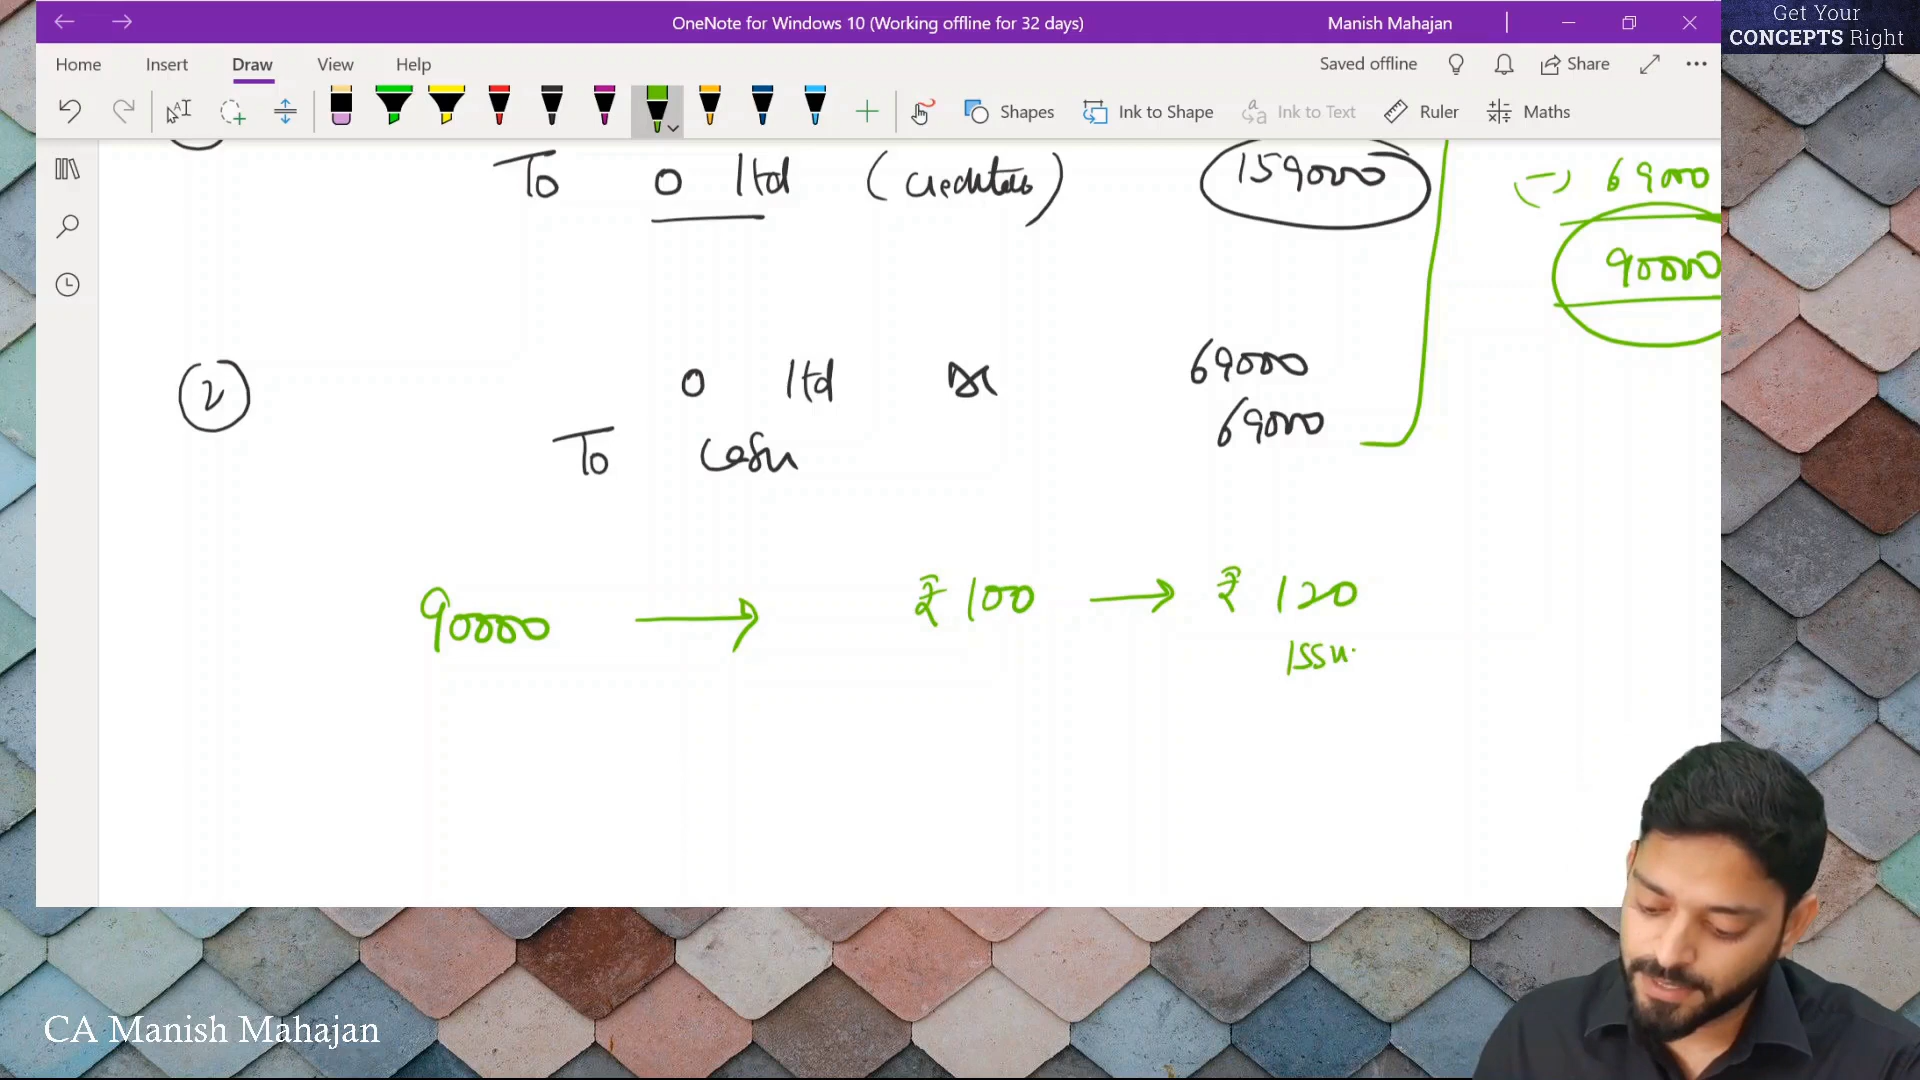 OneNote for Windows 10 (Working offline for 32 days)
Manish Mahajan
Get Your
CONCEPTS Right
Home Insert Draw View Help
Saved offline
Share
Shapes
Ink to Shape
Ink to Text
Ruler
Maths
To O ltd (Creditors) 159000
(-) 69000
90000
2 O ltd Dr 69000
To Cash 69000
90000 → ₹ 100 → ₹ 120
Issu
CA Manish Mahajan